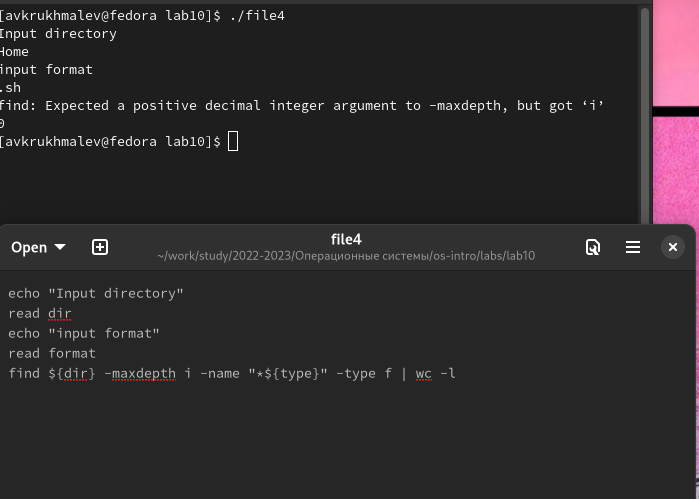 [avkrukhmalev@fedora lab10]$ ./file4
Input directory
Home
input format
.sh
find: Expected a positive decimal integer argument to -maxdepth, but got ‘i’
0
[avkrukhmalev@fedora lab10]$
Open
file4
~/work/study/2022-2023/Операционные системы/os-intro/labs/lab10
echo "Input directory"
read dir
echo "input format"
read format
find ${dir} -maxdepth i -name "*${type}" -type f | wc -l